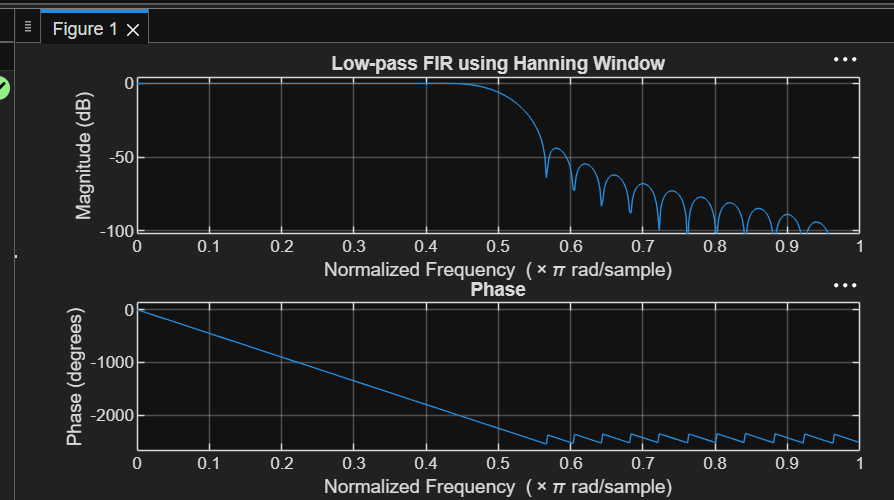 Figure 1
Low-pass FIR using Hanning Window
0
-50
-100
Magnitude (dB)
0 0.1 0.2 0.3 0.4 0.5 0.6 0.7 0.8 0.9 1
Normalized Frequency ( × π rad/sample)
Phase
0
-1000
-2000
Phase (degrees)
0 0.1 0.2 0.3 0.4 0.5 0.6 0.7 0.8 0.9 1
Normalized Frequency ( × π rad/sample)